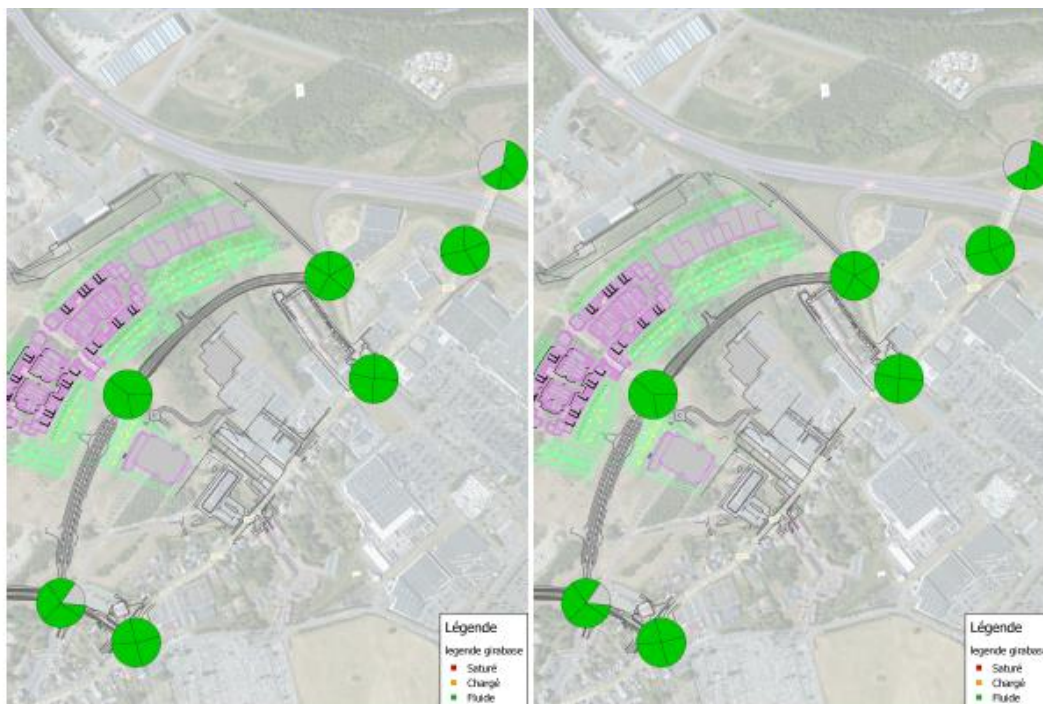 Légende
legende girabase
Saturé
Chargé
Fluide
Légende
legende girabase
Saturé
Chargé
Fluide